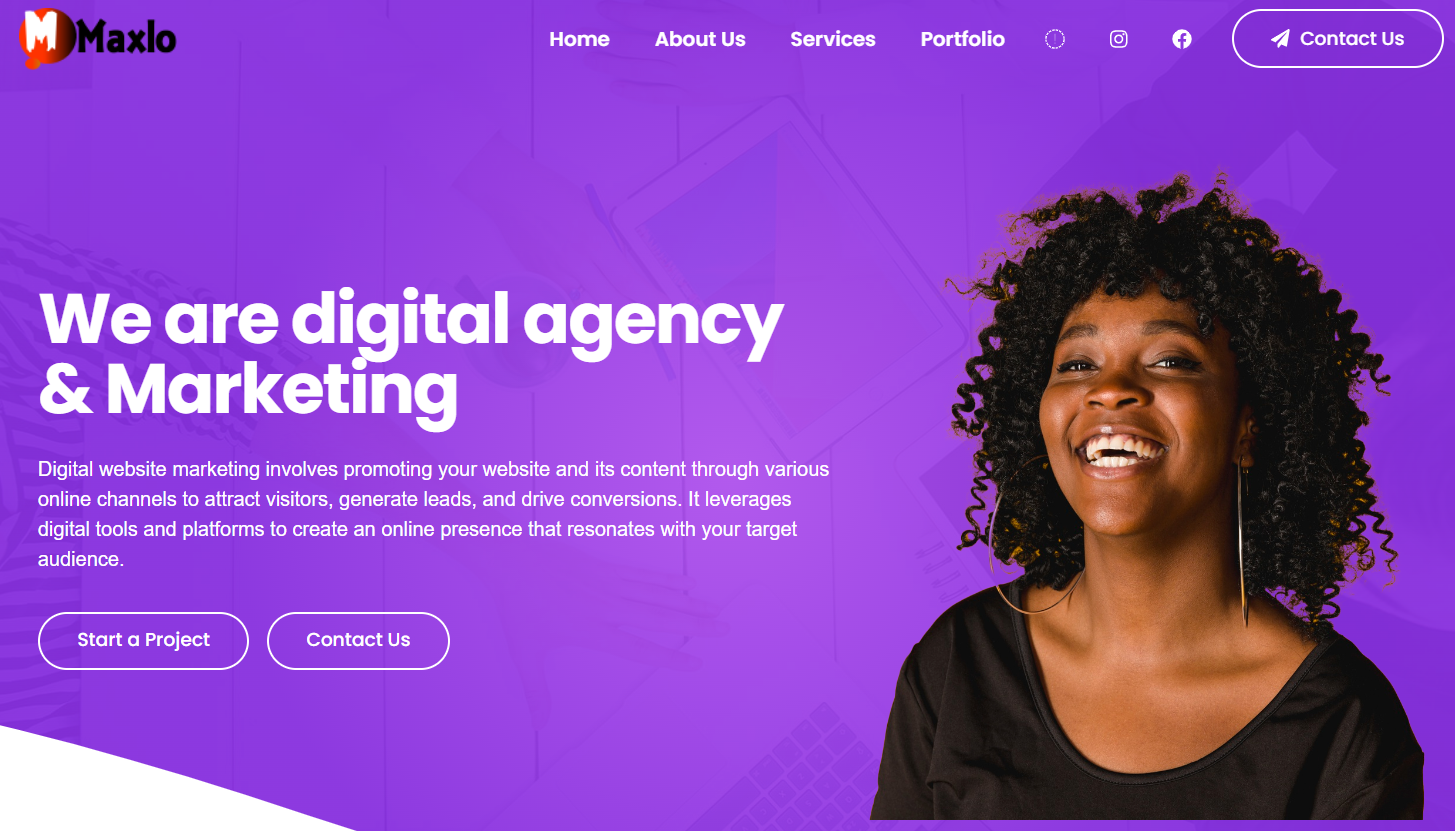 Maxlo
Home About Us Services Portfolio Contact Us
We are digital agency
& Marketing
Digital website marketing involves promoting your website and its content through various
online channels to attract visitors, generate leads, and drive conversions. It leverages
digital tools and platforms to create an online presence that resonates with your target
audience.
Start a Project Contact Us